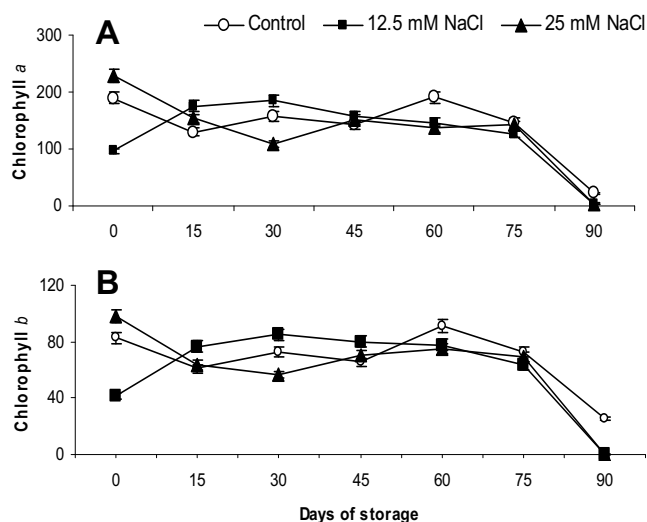 A
Control
12.5 mM NaCl
25 mM NaCl
Chlorophyll a
300
200
100
0
0 15 30 45 60 75 90
B
Chlorophyll b
120
80
40
0
0 15 30 45 60 75 90
Days of storage